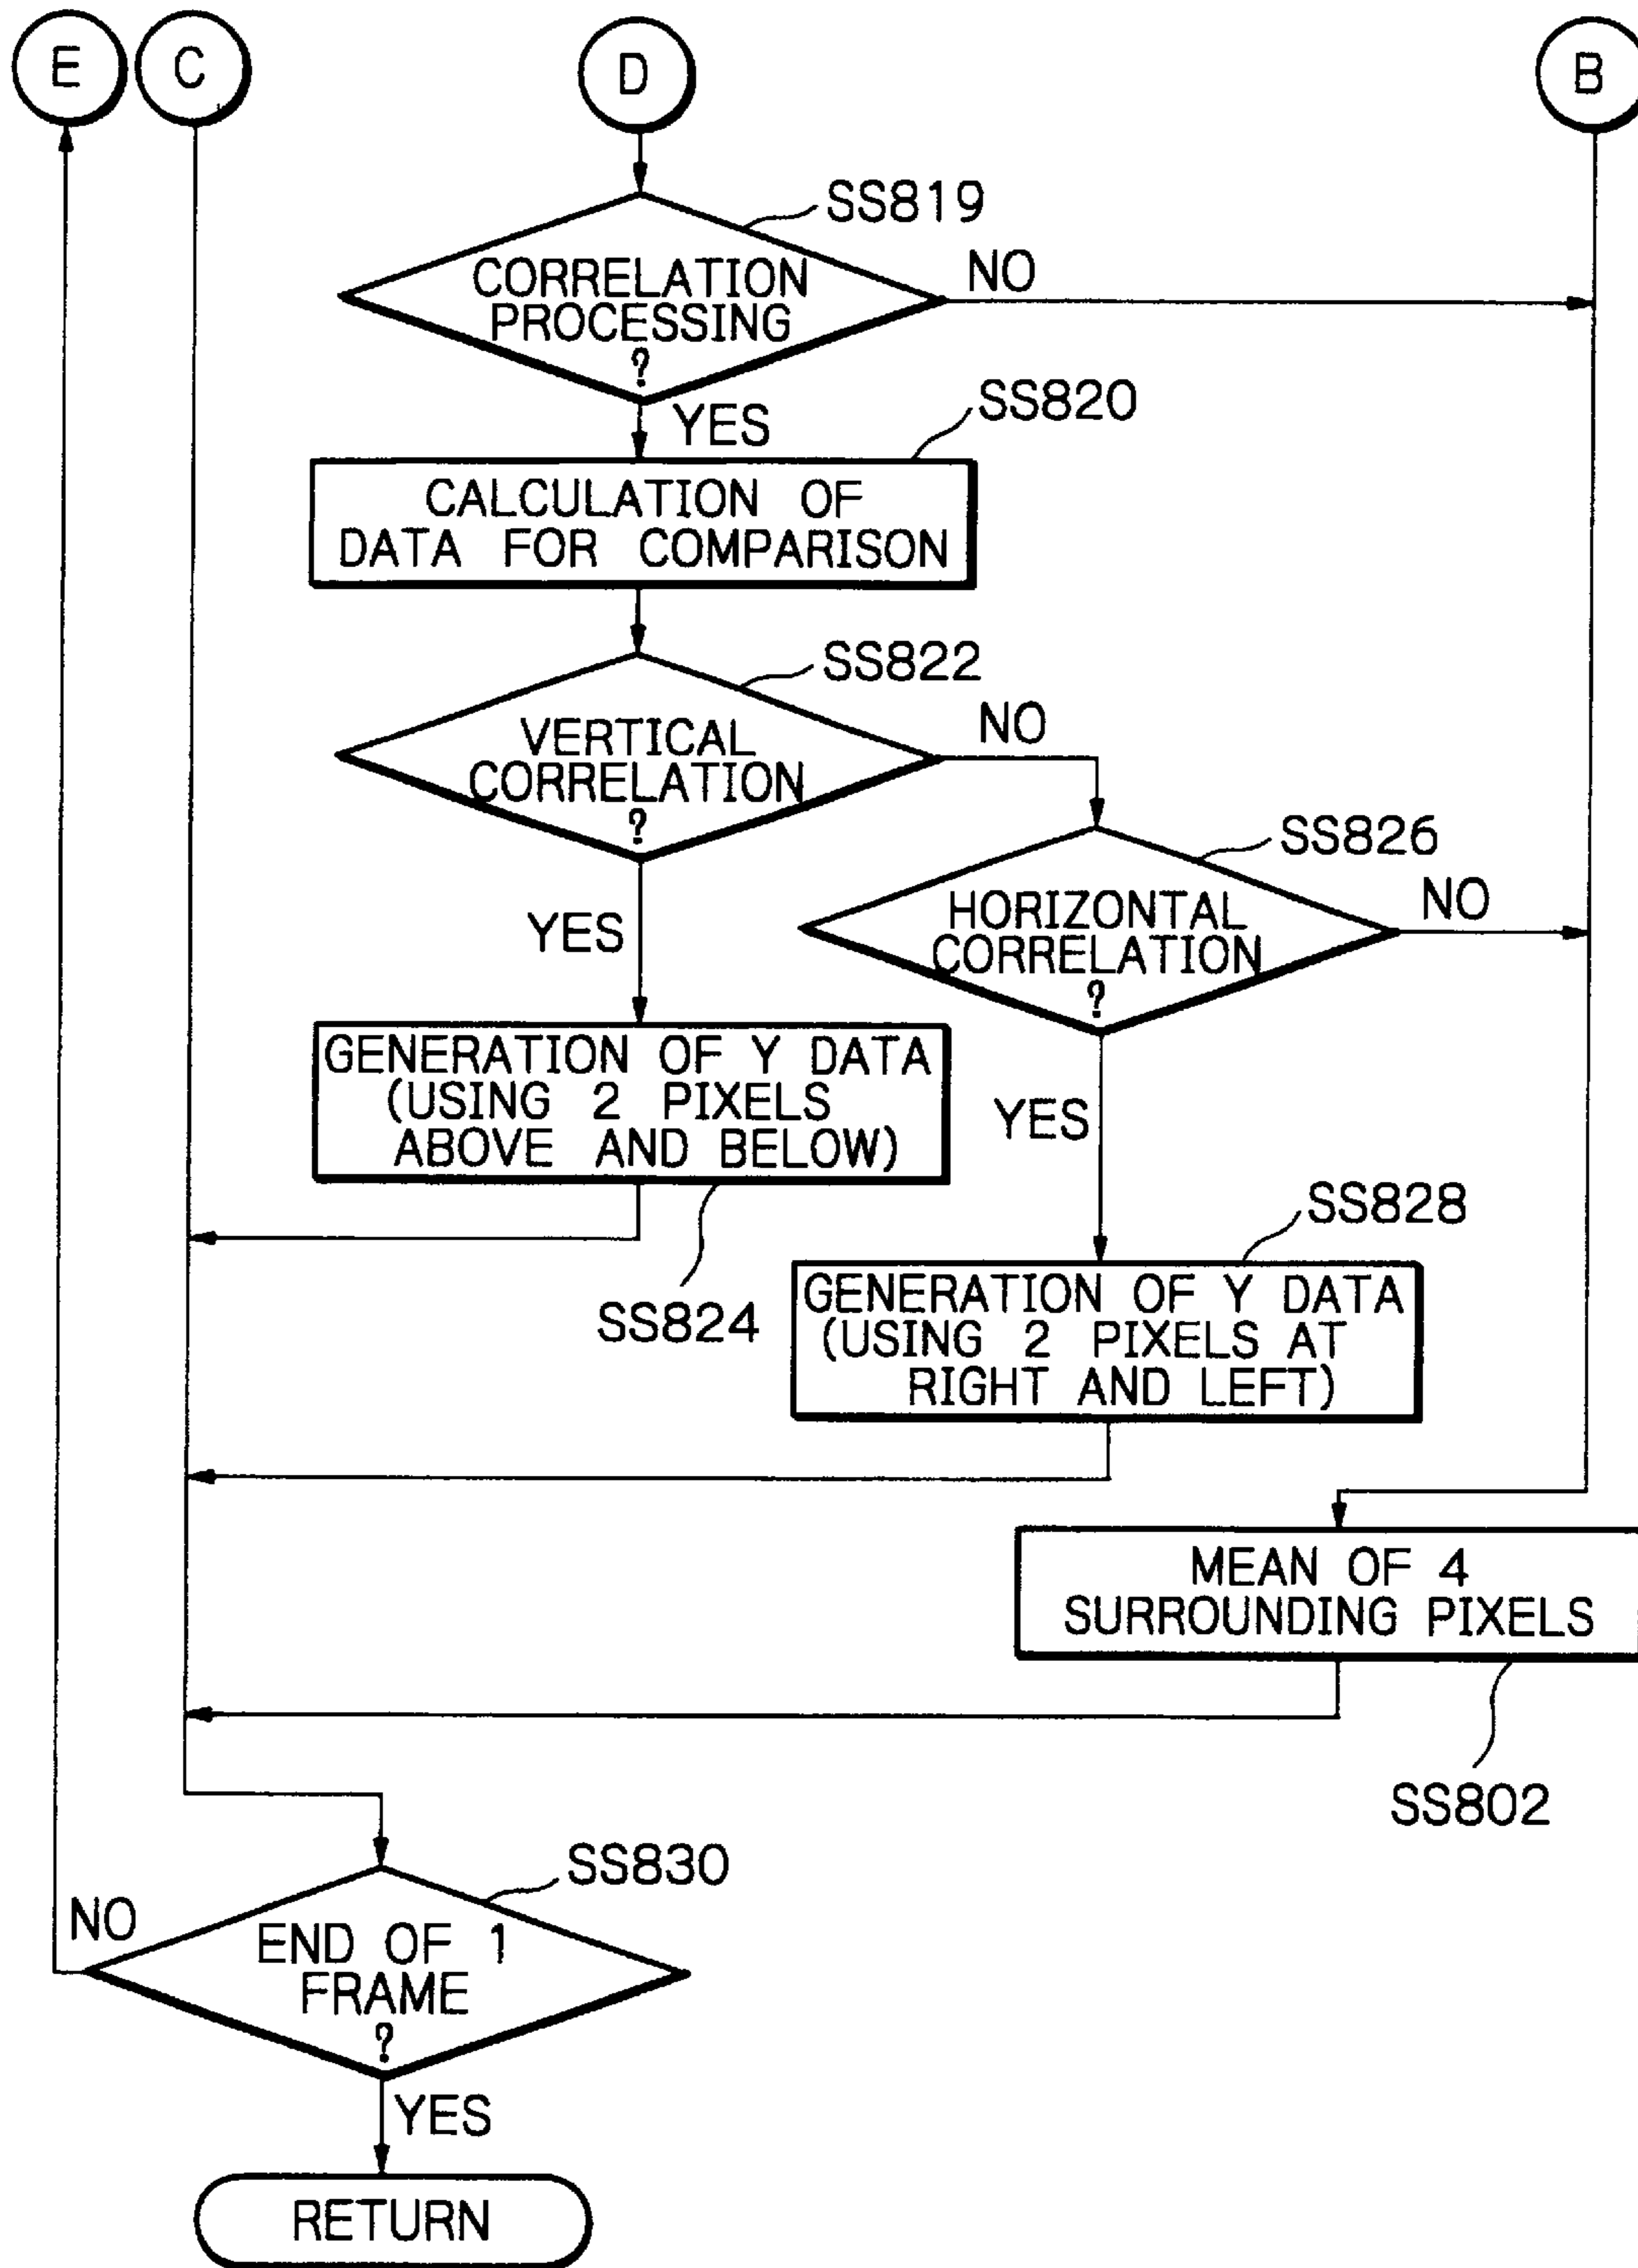 E
C
D
B
SS819
CORRELATION
PROCESSING
?
NO
YES
SS820
CALCULATION OF
DATA FOR COMPARISON
SS822
VERTICAL
CORRELATION
?
NO
YES
SS826
HORIZONTAL
CORRELATION
?
NO
YES
GENERATION OF Y DATA
(USING 2 PIXELS
ABOVE AND BELOW)
SS824
SS828
GENERATION OF Y DATA
(USING 2 PIXELS AT
RIGHT AND LEFT)
MEAN OF 4
SURROUNDING PIXELS
SS802
SS830
NO
END OF 1
FRAME
?
YES
RETURN